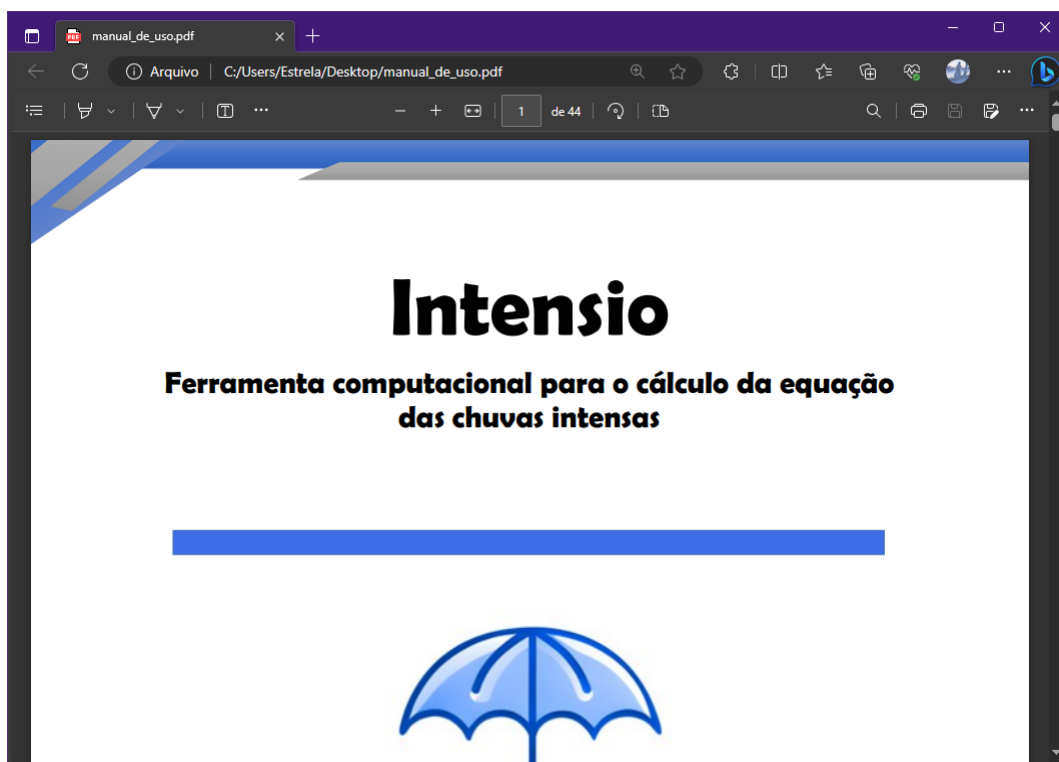 manual_de_uso.pdf
Arquivo | C:/Users/Estrela/Desktop/manual_de_uso.pdf
1 de 44
Intensio
Ferramenta computacional para o cálculo da equação
das chuvas intensas